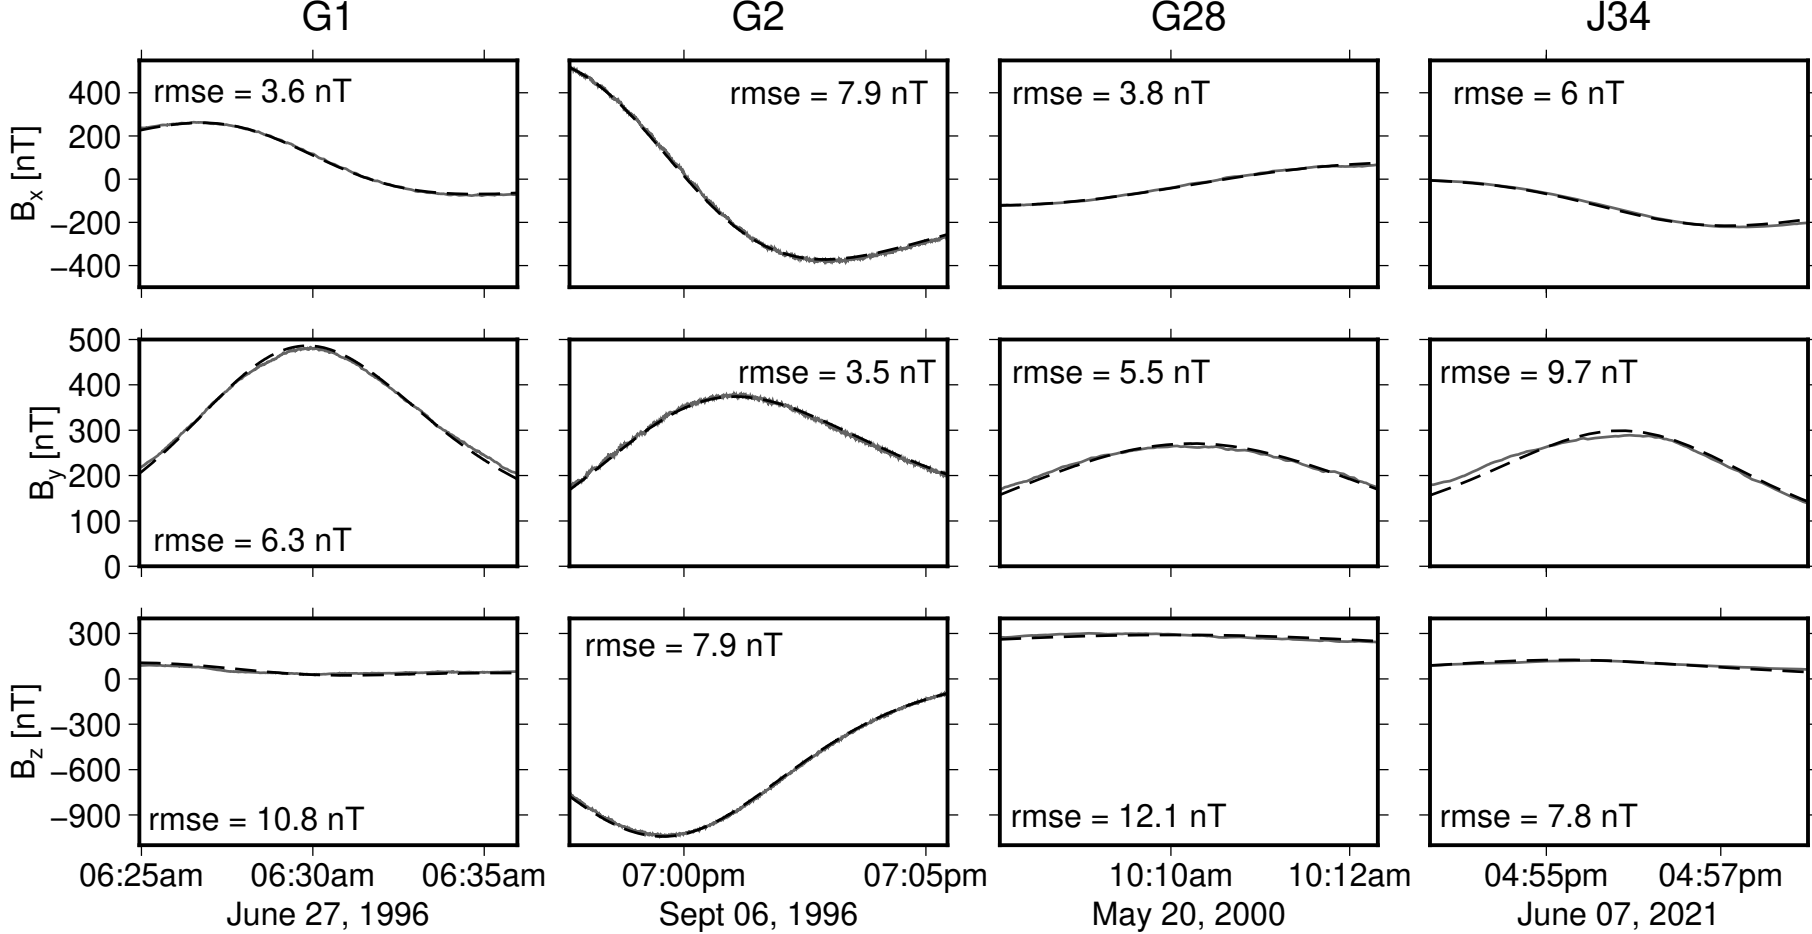 G1 G2 G28 J34
400
200
0
−200
−400
Bx [nT]
rmse = 3.6 nT
rmse = 7.9 nT
rmse = 3.8 nT
rmse = 6 nT
500
400
300
200
100
0
By [nT]
rmse = 6.3 nT
rmse = 3.5 nT
rmse = 5.5 nT
rmse = 9.7 nT
300
0
−300
−600
−900
Bz [nT]
rmse = 10.8 nT
rmse = 7.9 nT
rmse = 12.1 nT
rmse = 7.8 nT
06:25am 06:30am 06:35am 07:00pm 07:05pm 10:10am 10:12am 04:55pm 04:57pm
June 27, 1996 Sept 06, 1996 May 20, 2000 June 07, 2021